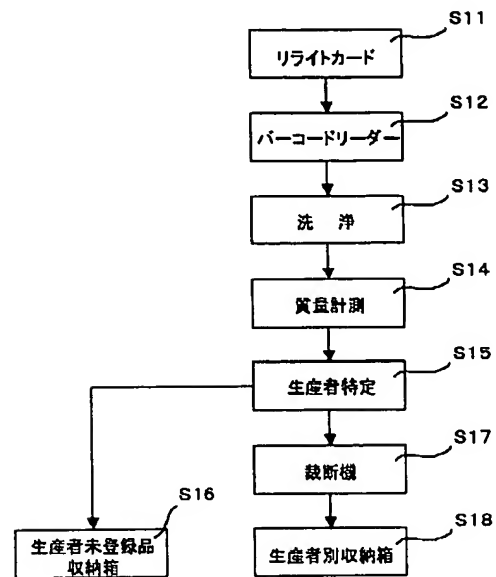 S11
リライトカード
S12
バーコードリーダー
S13
洗 浄
S14
質量計測
S15
生産者特定
S17
裁断機
S16
生産者未登録品
収納箱
S18
生産者別収納箱